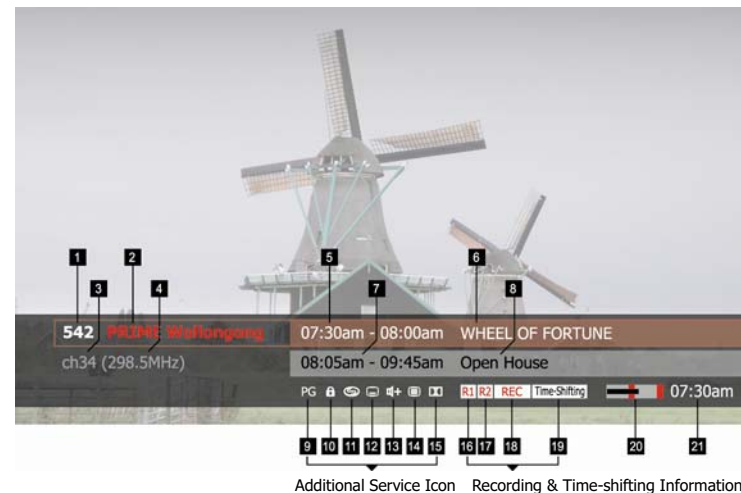 1 2 5 6
3 4 7 8
542 PRIME Wollongong 07:30am - 08:00am WHEEL OF FORTUNE
ch34 (298.5MHz) 08:05am - 09:45am Open House
PG R1 R2 REC Time-Shifting 07:30am
9 10 11 12 13 14 15 16 17 18 19 20 21
Additional Service Icon Recording & Time-shifting Information